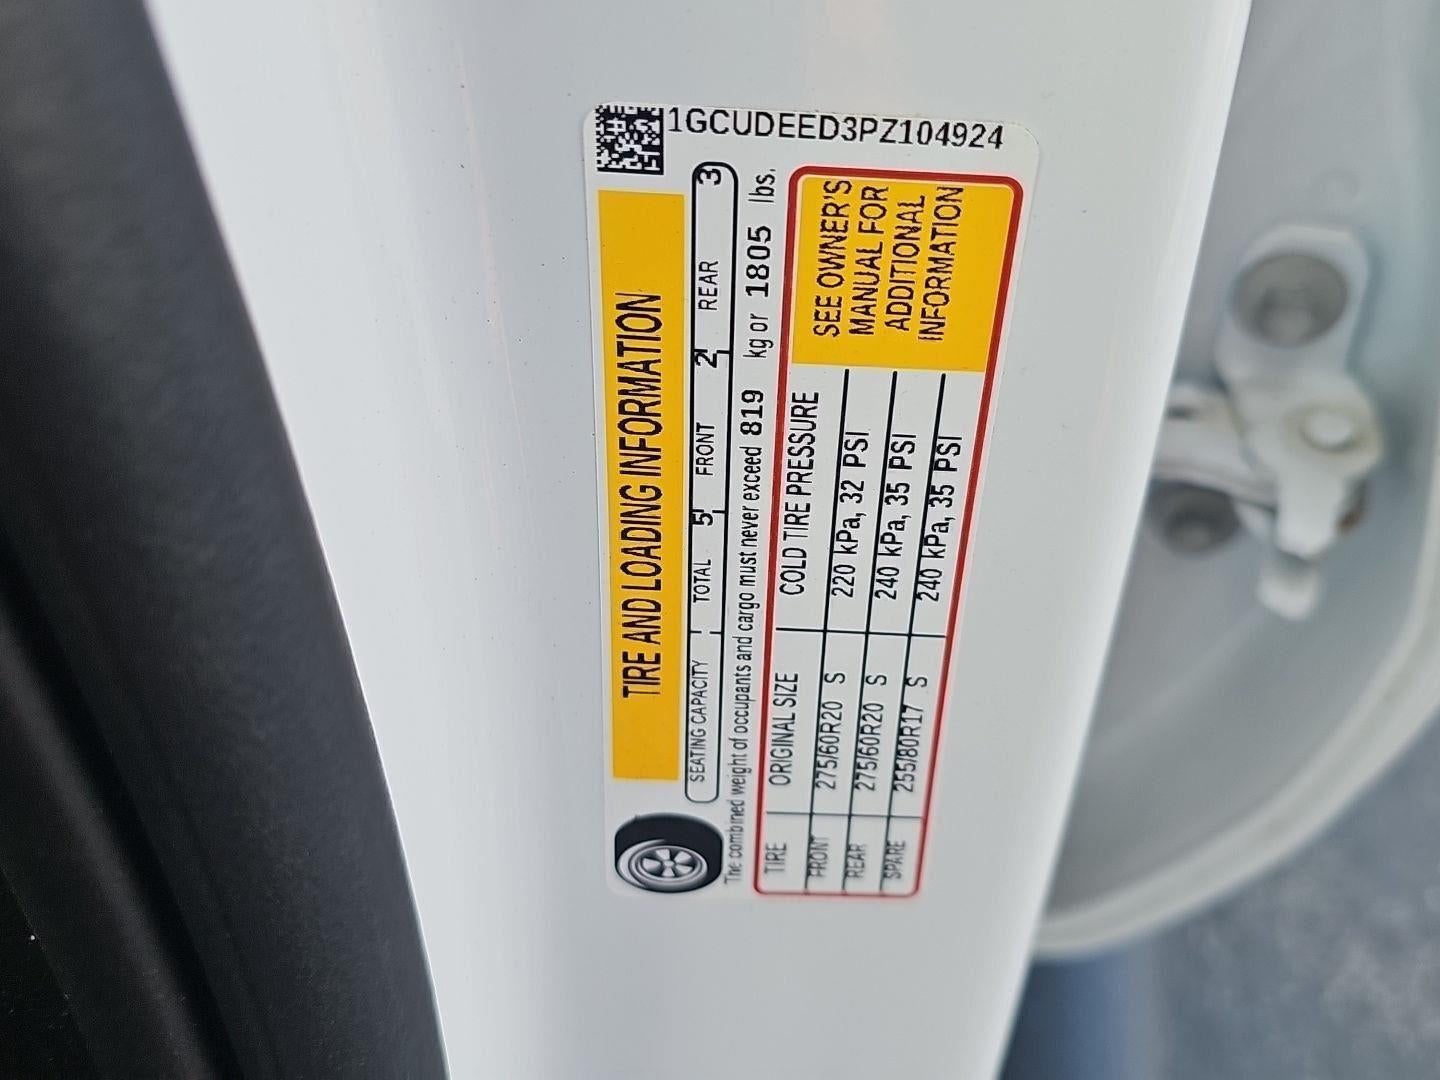 1GCUDEED3PZ104924
TIRE AND LOADING INFORMATION
SEATING CAPACITY TOTAL 5 FRONT 2 REAR 3
The combined weight of occupants and cargo must never exceed 819 kg or 1805 lbs.
TIRE ORIGINAL SIZE COLD TIRE PRESSURE
FRONT 275/60R20 S 220 kPa, 32 PSI
REAR 275/60R20 S 240 kPa, 35 PSI
SPARE 255/80R17 S 240 kPa, 35 PSI
SEE OWNER'S
MANUAL FOR
ADDITIONAL
INFORMATION